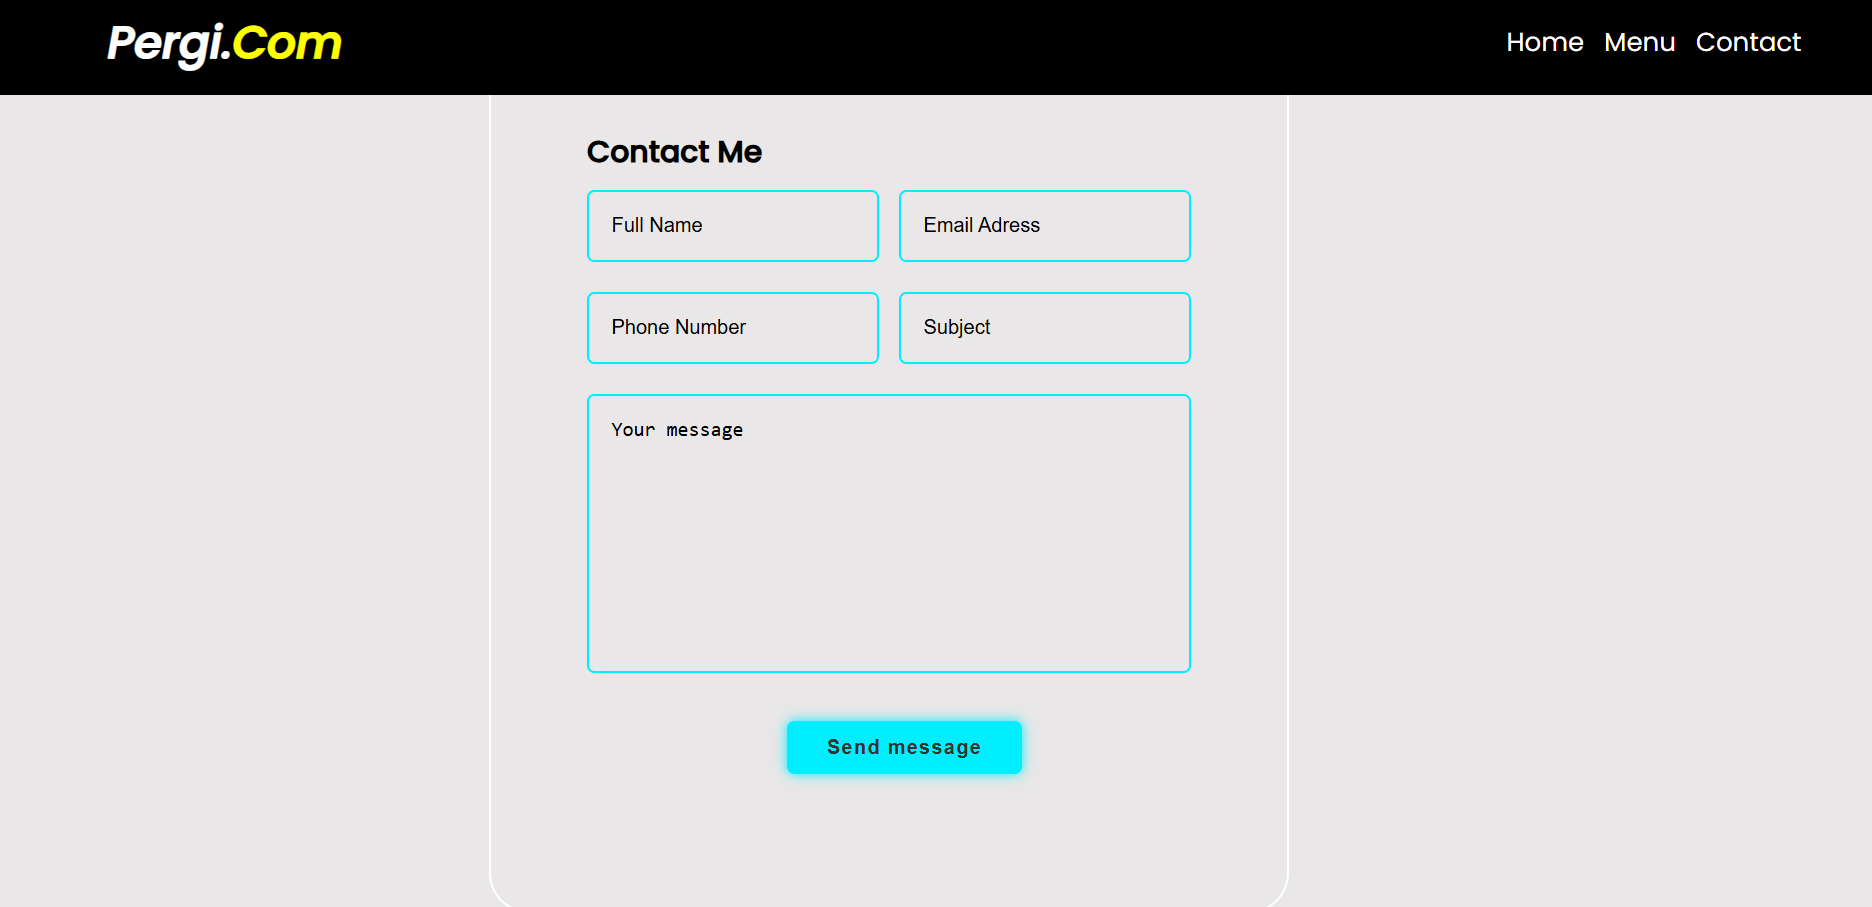 Pergi.Com
Home Menu Contact
Contact Me
Full Name
Email Adress
Phone Number
Subject
Your message
Send message